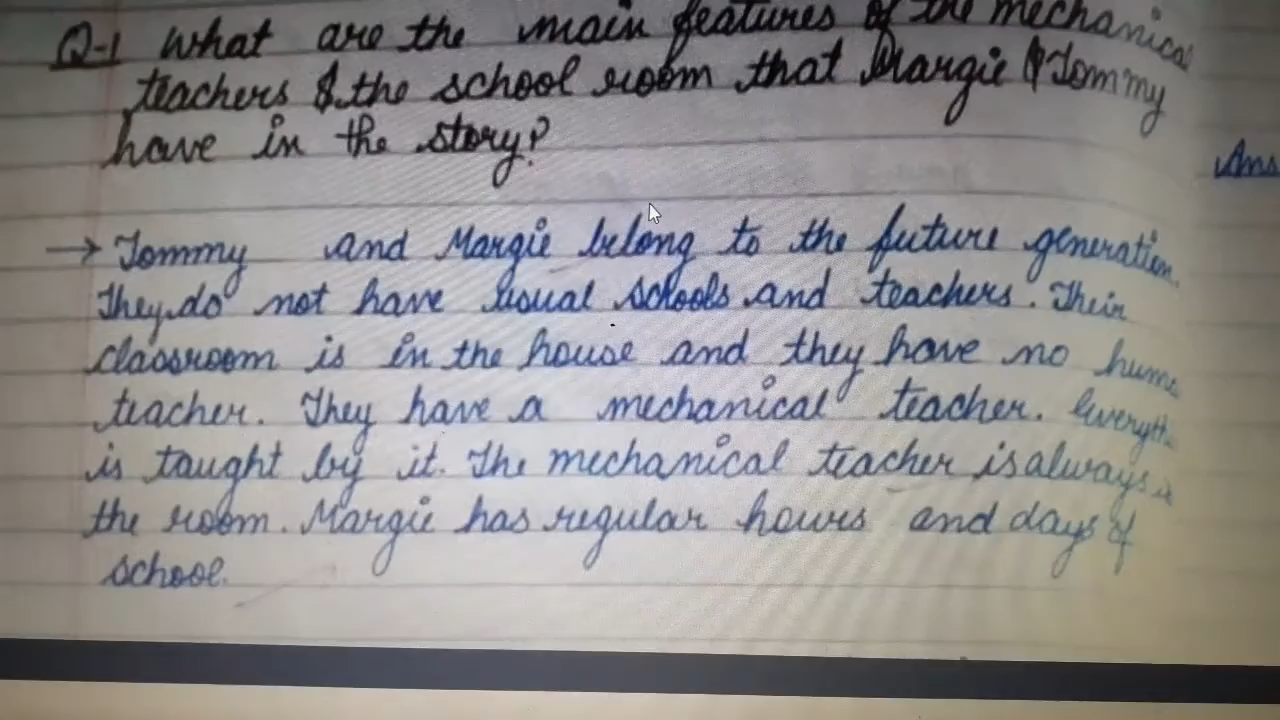 Q-1 What are the main features of the mechanical
teachers & the school room that Margie & Tommy
have in the story?
Ans
→ Tommy and Margie belong to the future generation.
They do not have usual schools and teachers. Their
classroom is in the house and they have no
teacher. They have a mechanical teacher.
is taught by it. The mechanical teacher is always
the room. Margie has regular hours and days of
school.